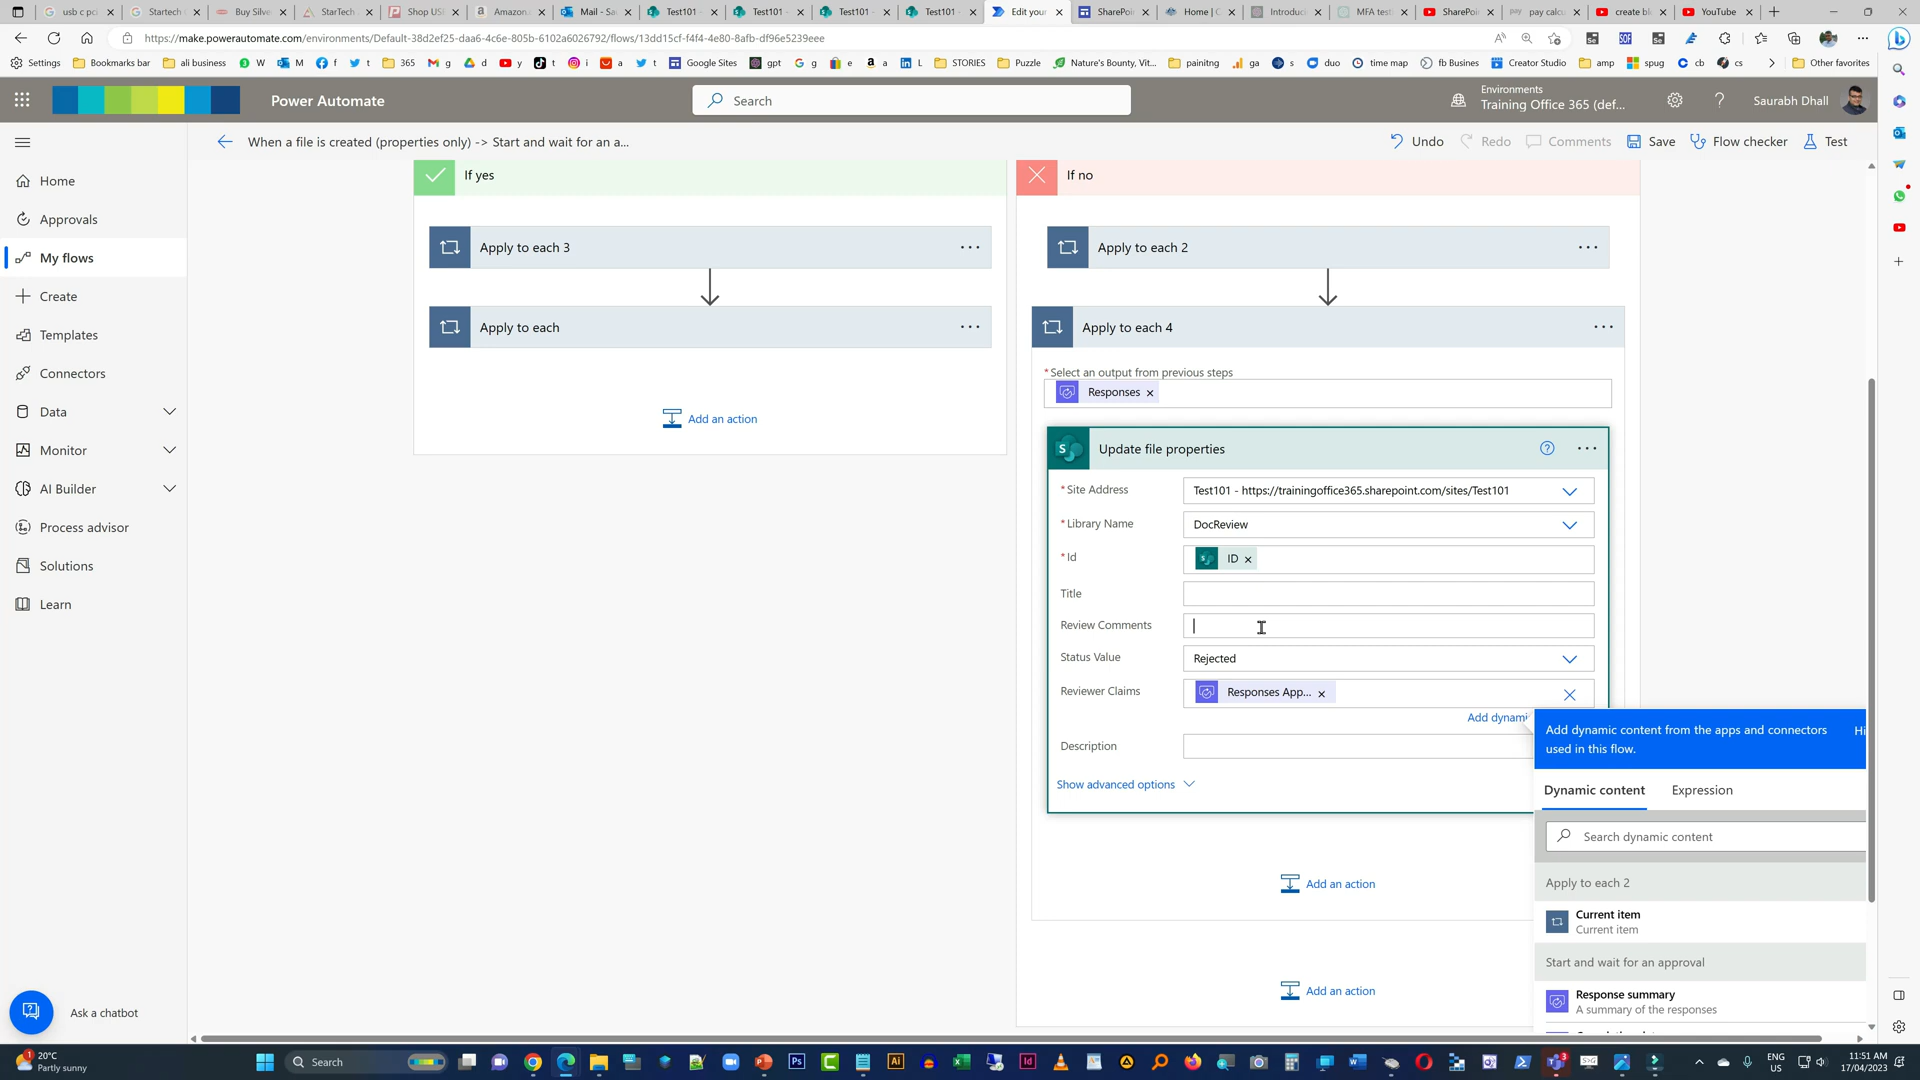 usb c pci
Startech
Buy Silve
StarTech
Shop USB
Amazon.
Mail - Sa
Test101 -
Test101 -
Test101 -
Test101 -
Edit your
SharePoin
Home | C
Introduci
MFA test
SharePoi
pay calcu
create bl
YouTube
https://make.powerautomate.com/environments/Default-38d2ef25-daa6-4c6e-805b-6102a6026792/flows/13dd15cf-f4f4-4e80-8afb-df96e5239eee
Settings
Bookmarks bar
ali business
W
M
f
t
365
g
d
y
t
i
a
t
Google Sites
gpt
g
e
a
L
STORIES
Puzzle
Nature's Bounty, Vit...
painitng
ga
s
duo
time map
fb Busines
Creator Studio
amp
spug
cb
cs
Other favorites
Power Automate
Search
Environments
Training Office 365 (def...
Saurabh Dhall
When a file is created (properties only) -> Start and wait for an a...
Undo
Redo
Comments
Save
Flow checker
Test
Home
Approvals
My flows
Create
Templates
Connectors
Data
Monitor
AI Builder
Process advisor
Solutions
Learn
Ask a chatbot
If yes
Apply to each 3
Apply to each
Add an action
If no
Apply to each 2
Apply to each 4
* Select an output from previous steps
Responses ×
Update file properties
* Site Address
Test101 - https://trainingoffice365.sharepoint.com/sites/Test101
* Library Name
DocReview
* Id
ID ×
Title
Review Comments
Status Value
Rejected
Reviewer Claims
Responses App... ×
Add dynami
Description
Show advanced options
Add an action
Add an action
Add dynamic content from the apps and connectors
used in this flow.
Hi
Dynamic content
Expression
Search dynamic content
Apply to each 2
Current item
Current item
Start and wait for an approval
Response summary
A summary of the responses
20°C
Partly sunny
Search
ENG
US
11:51 AM
17/04/2023